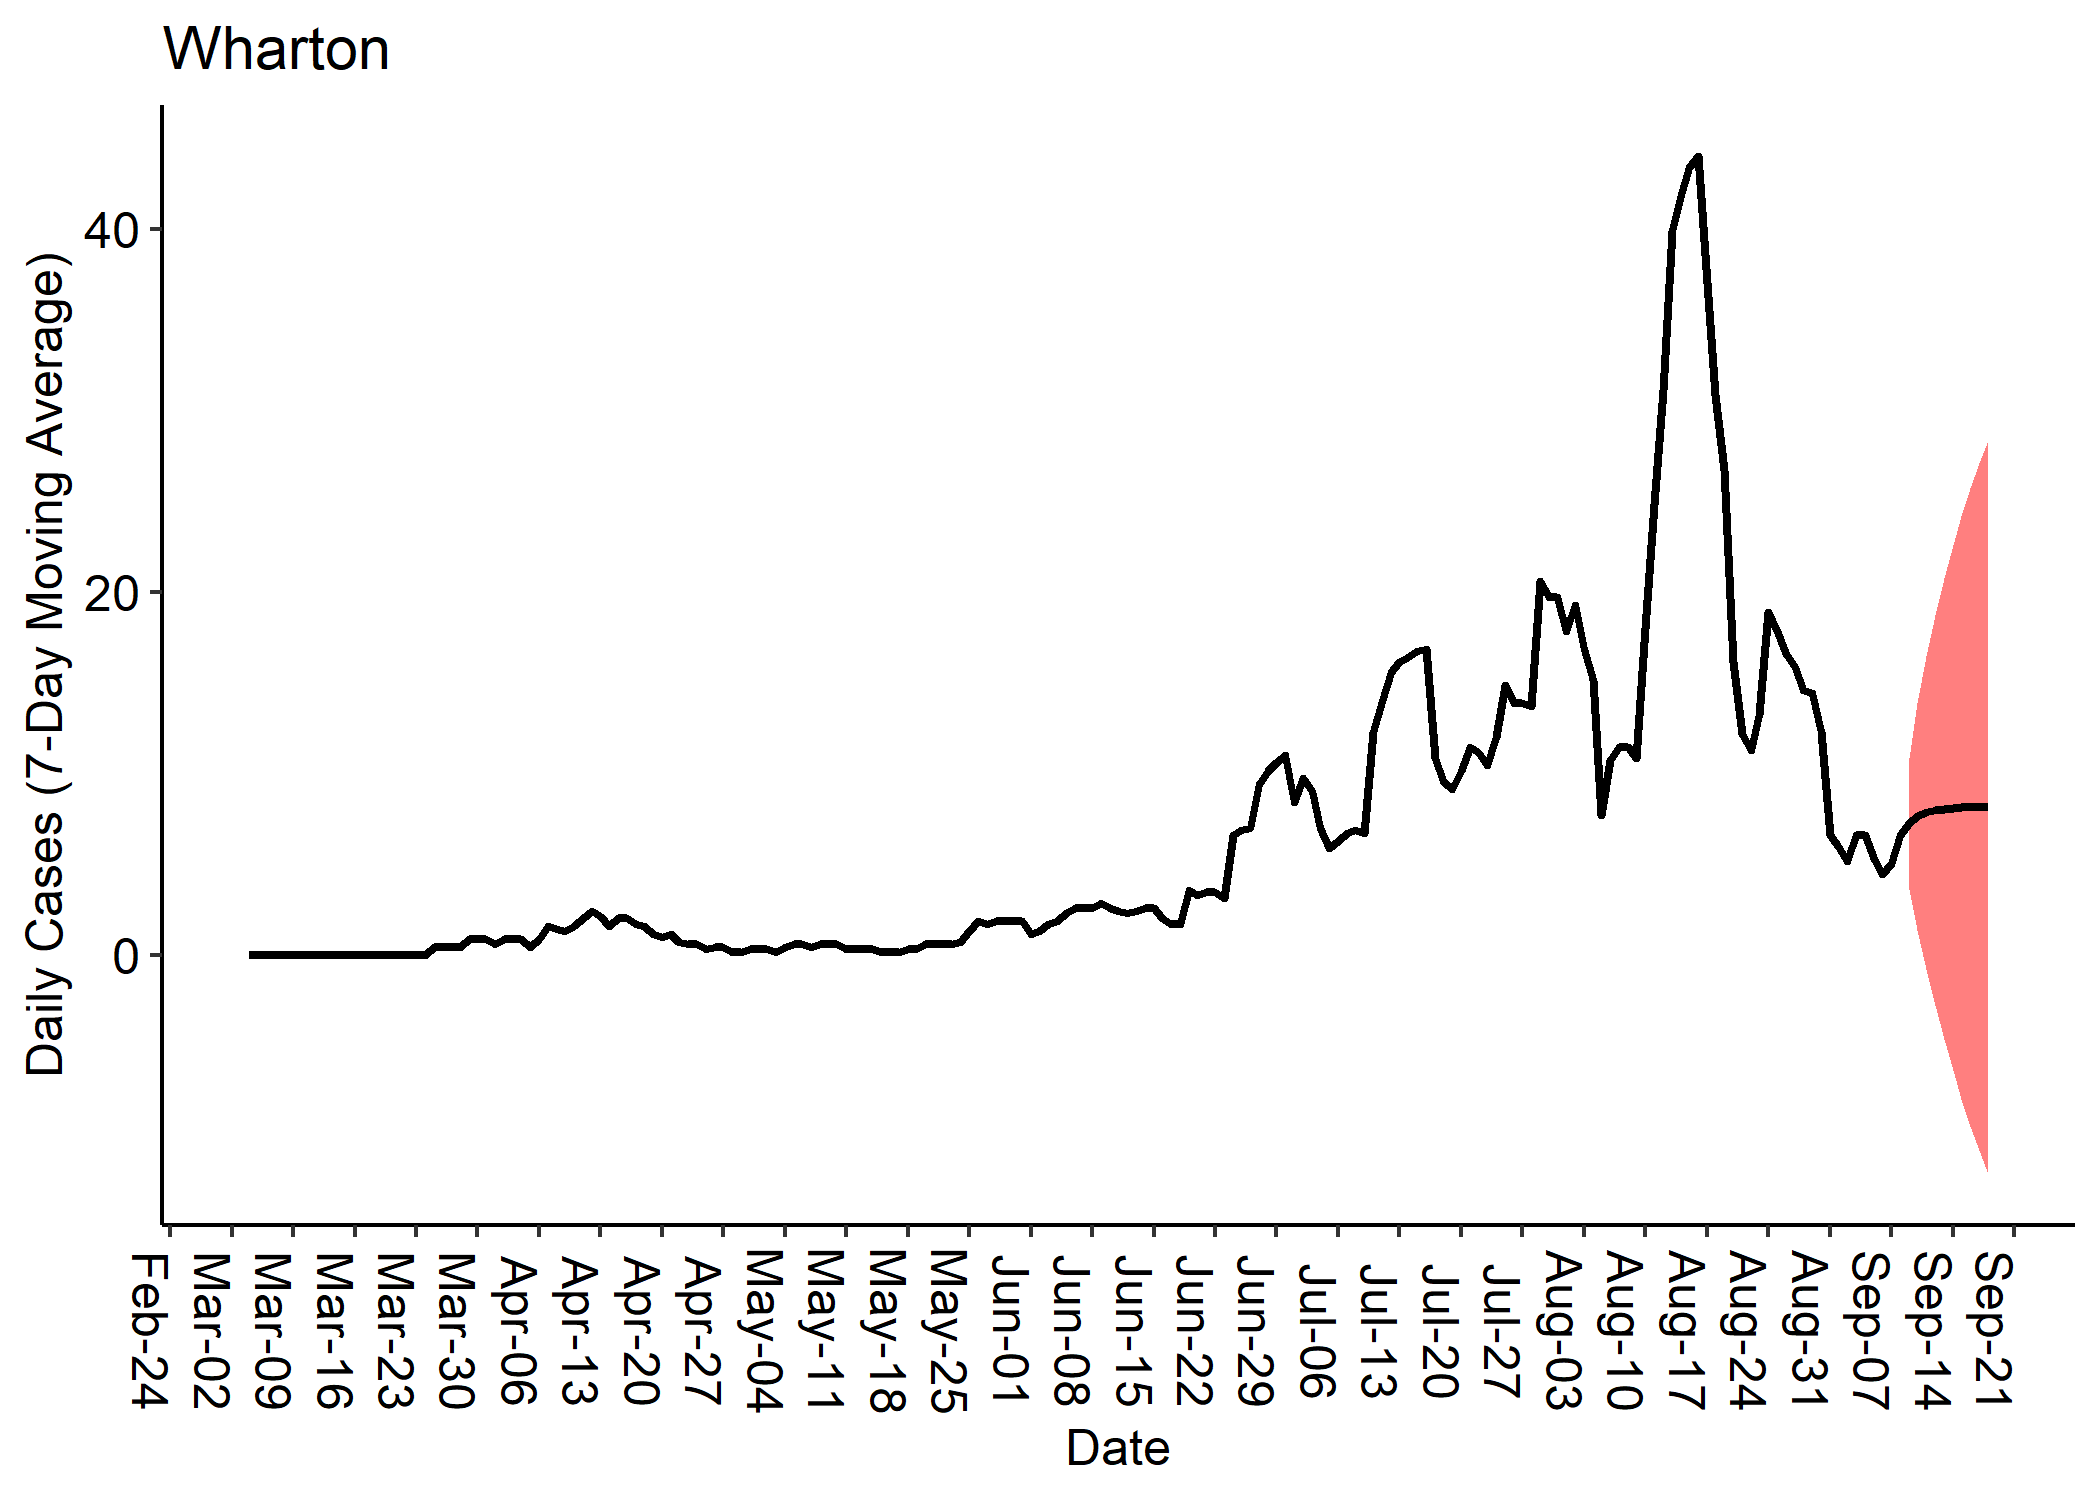 Wharton
Daily Cases (7-Day Moving Average)
40
20
0
Feb-24
Mar-02
Mar-09
Mar-16
Mar-23
Mar-30
Apr-06
Apr-13
Apr-20
Apr-27
May-04
May-11
May-18
May-25
Jun-01
Jun-08
Jun-15
Jun-22
Jun-29
Jul-06
Jul-13
Jul-20
Jul-27
Aug-03
Aug-10
Aug-17
Aug-24
Aug-31
Sep-07
Sep-14
Sep-21
Date